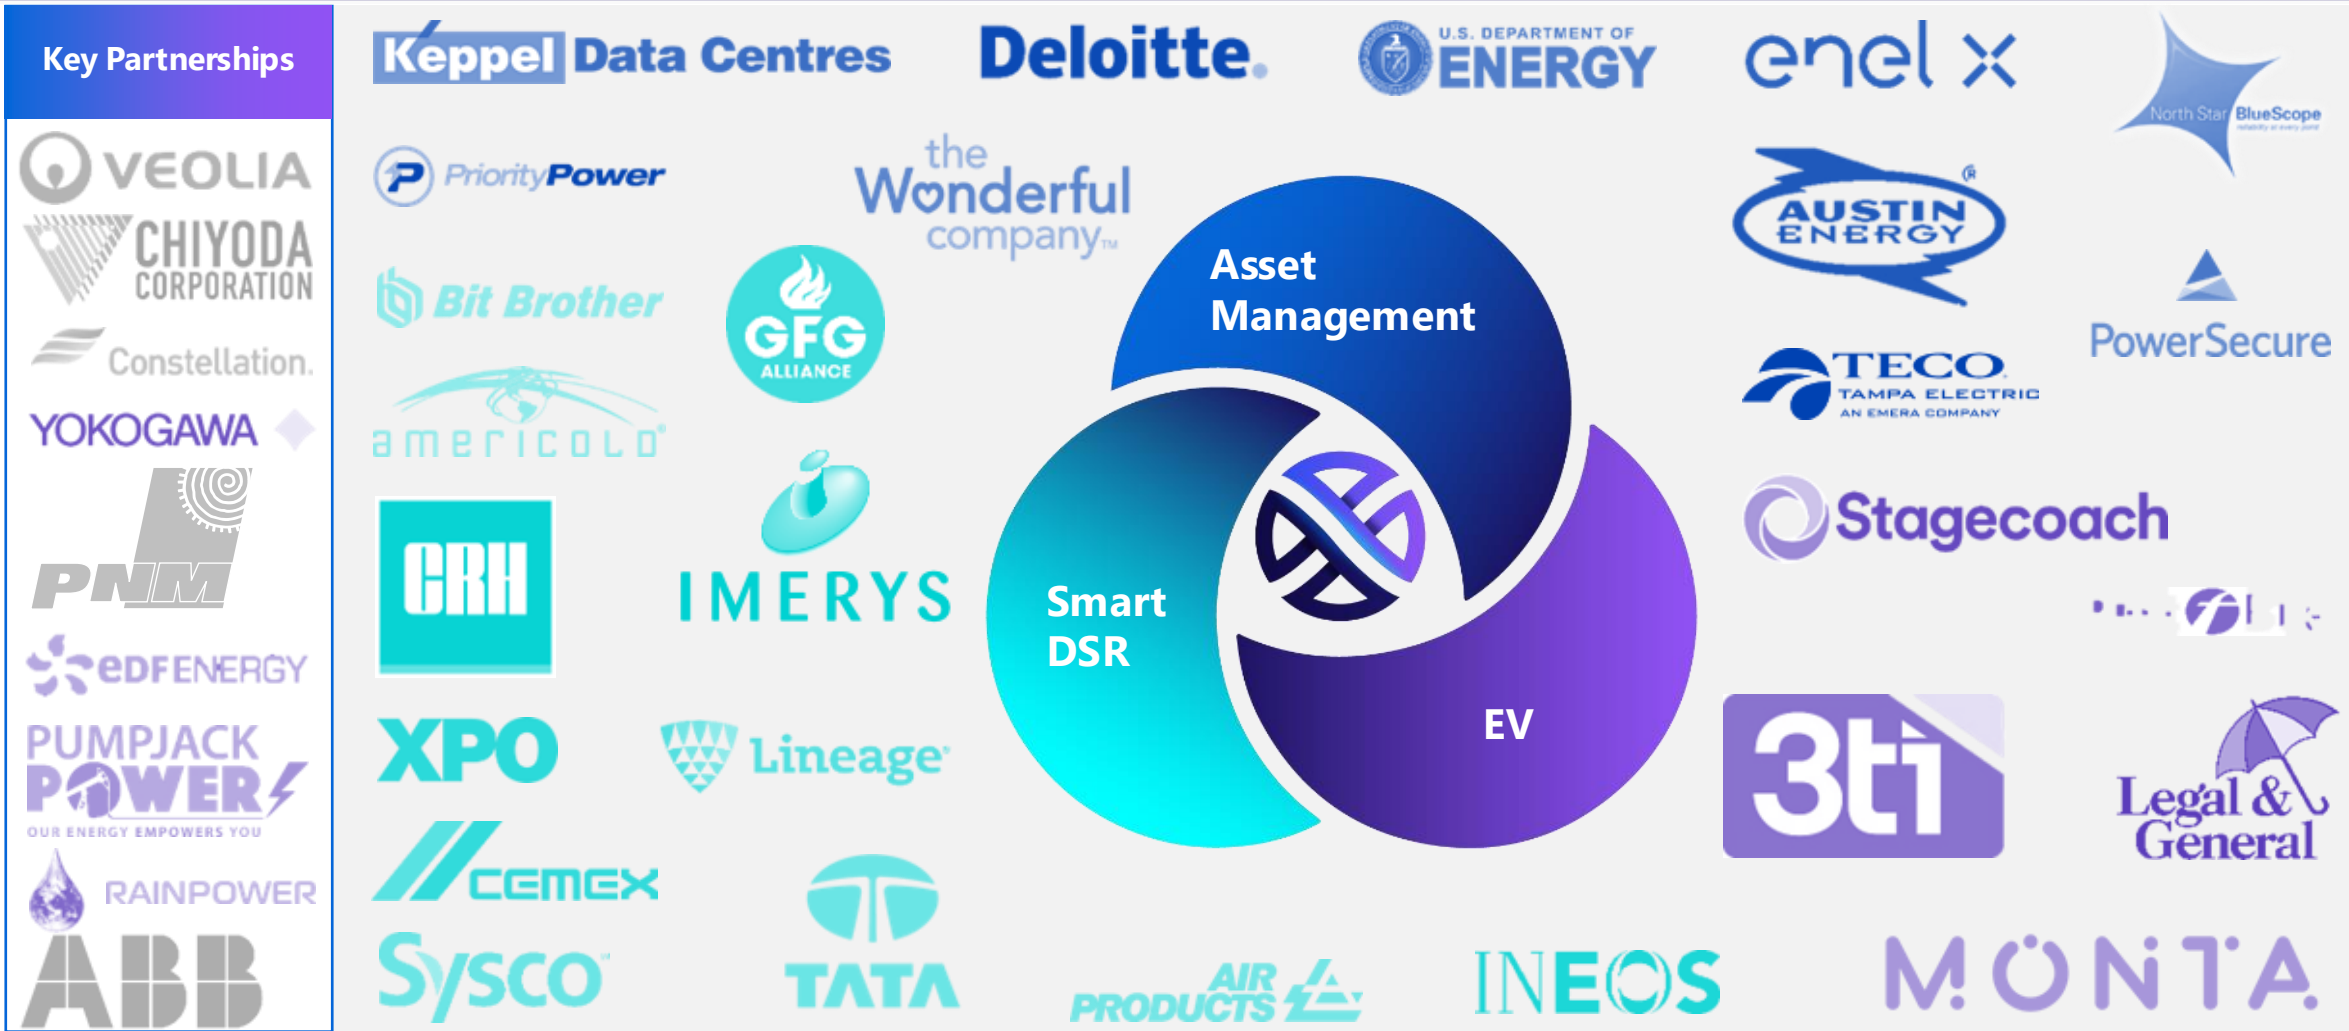 Key Partnerships
VEOLIA
CHIYODA
CORPORATION
Constellation.
YOKOGAWA
PNM
eDF ENERGY
PUMPJACK
POWER
OUR ENERGY EMPOWERS YOU
RAINPOWER
ABB
Keppel Data Centres
Deloitte.
U.S. DEPARTMENT OF
ENERGY
enel x
North Star BlueScope
P PriorityPower
the
Wonderful
company™
AUSTIN
ENERGY
®
PowerSecure
Bit Brother
GFG
ALLIANCE
americold®
TECO.
TAMPA ELECTRIC
AN EMERA COMPANY
CRH
IMERYS
Stagecoach
XPO
Lineage®
3ti
Legal &
General
CEMEX
Sysco
TATA
AIR
PRODUCTS
INEOS
MONTA
Asset
Management
Smart
DSR
EV